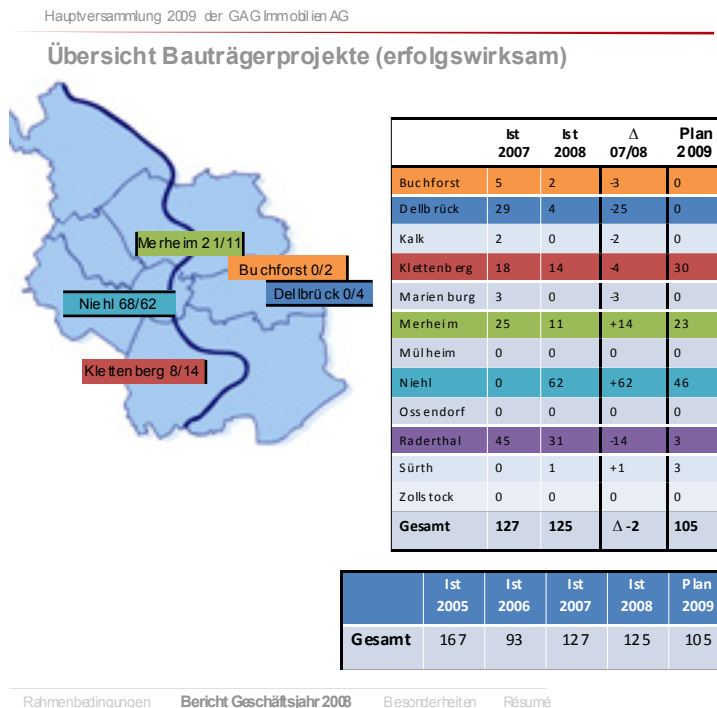 Hauptversammlung 2009 der GAG Immobilien AG
Übersicht Bauträgerprojekte (erfolgswirksam)
Merheim 21/11
Buchforst 0/2
Dellbrück 0/4
Niehl 68/62
Klettenberg 8/14
Ist 2007 Ist 2008 Δ 07/08 Plan 2009
Buchforst 5 2 -3 0
Dellbrück 29 4 -25 0
Kalk 2 0 -2 0
Klettenberg 18 14 -4 30
Marienburg 3 0 -3 0
Merheim 25 11 +14 23
Mülheim 0 0 0 0
Niehl 0 62 +62 46
Ossendorf 0 0 0 0
Raderthal 45 31 -14 3
Sürth 0 1 +1 3
Zollstock 0 0 0 0
Gesamt 127 125 Δ -2 105
Ist 2005 Ist 2006 Ist 2007 Ist 2008 Plan 2009
Gesamt 167 93 127 125 105
Rahmenbedingungen Bericht Geschäftsjahr 2008 Besonderheiten Résumé